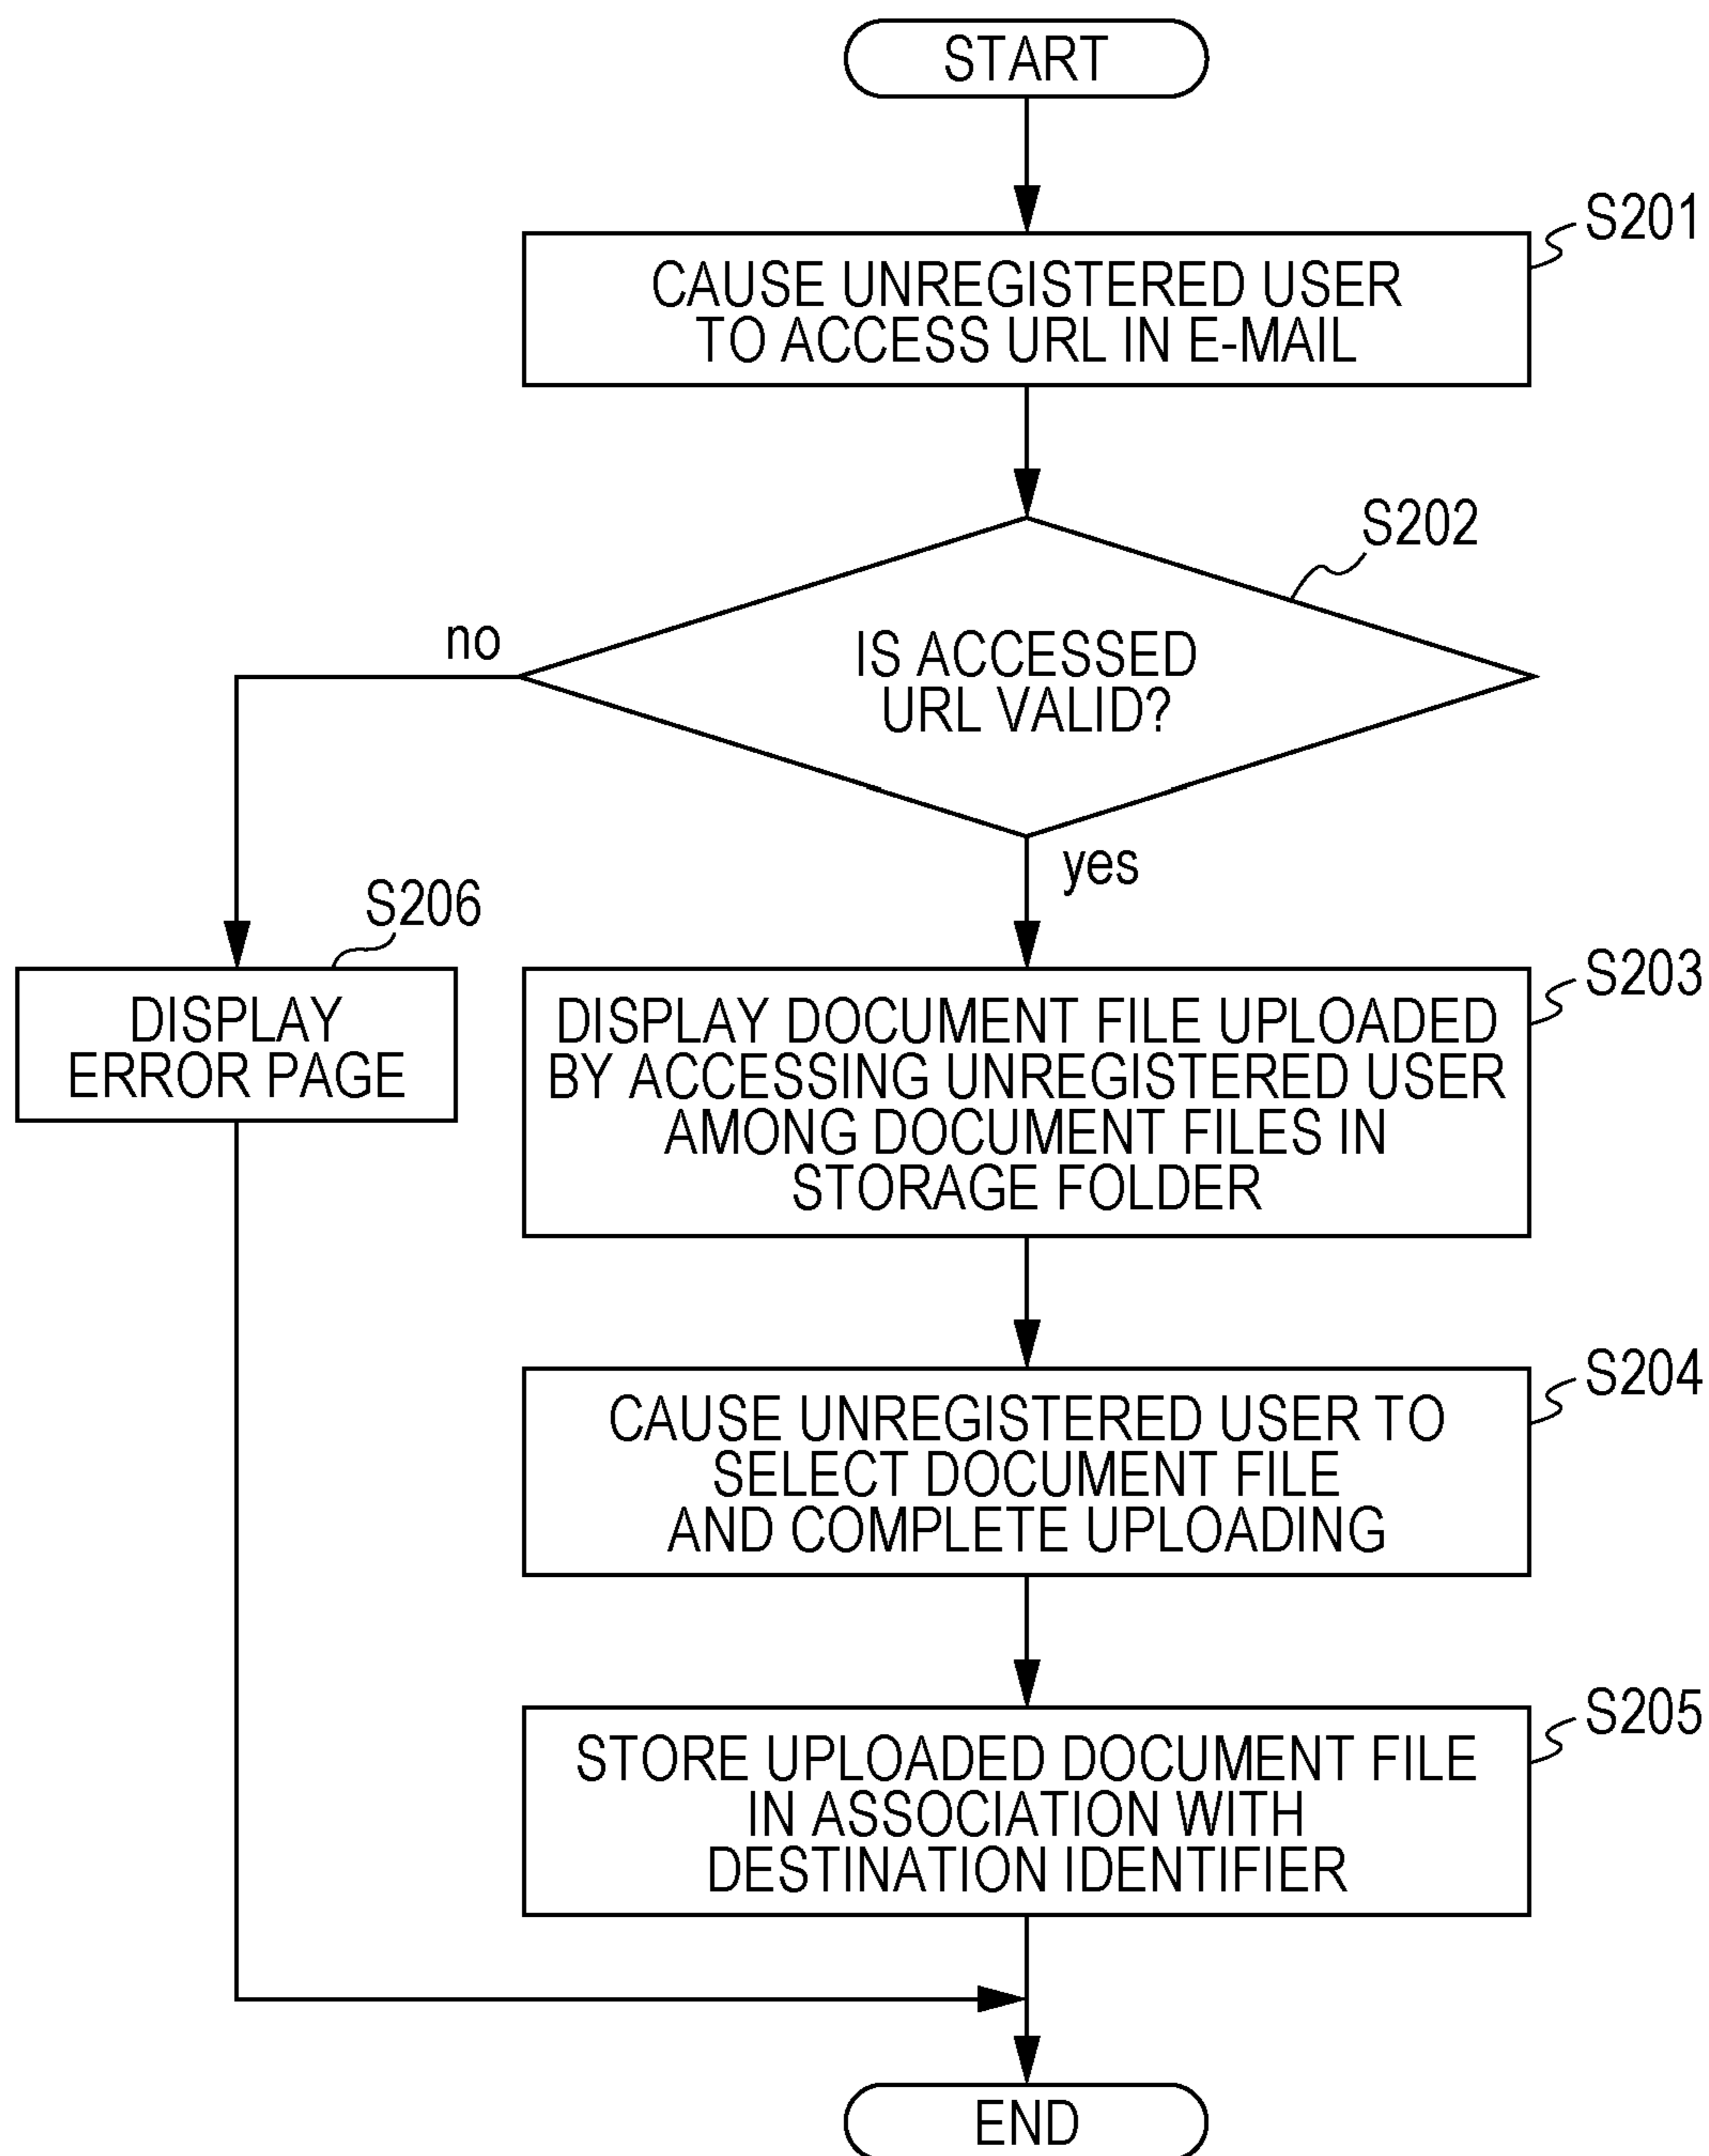 START
S201
CAUSE UNREGISTERED USER
TO ACCESS URL IN E-MAIL
S202
IS ACCESSED
URL VALID?
no
yes
S206
DISPLAY
ERROR PAGE
S203
DISPLAY DOCUMENT FILE UPLOADED
BY ACCESSING UNREGISTERED USER
AMONG DOCUMENT FILES IN
STORAGE FOLDER
S204
CAUSE UNREGISTERED USER TO
SELECT DOCUMENT FILE
AND COMPLETE UPLOADING
S205
STORE UPLOADED DOCUMENT FILE
IN ASSOCIATION WITH
DESTINATION IDENTIFIER
END